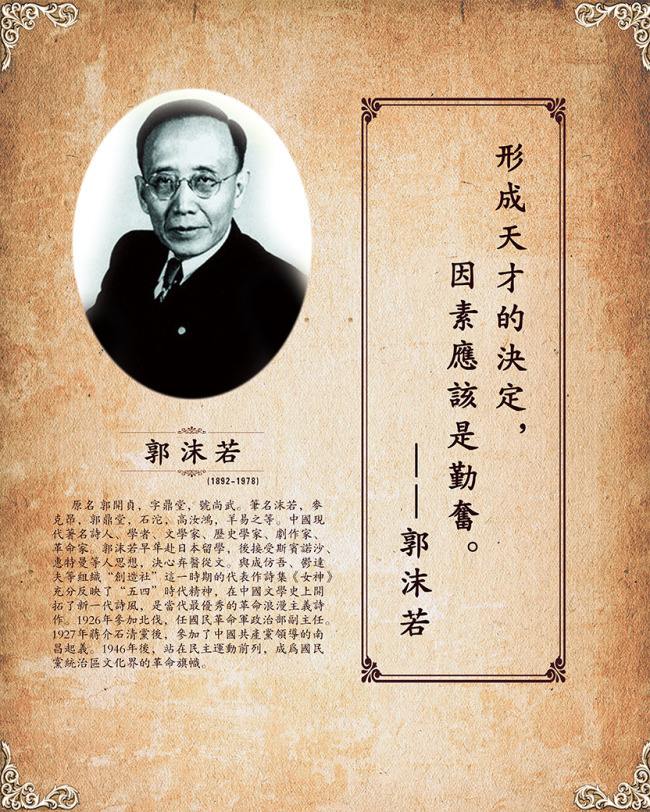 形成天才的決定，
因素應該是勤奮。
——郭沫若
郭沫若
(1892-1978)
原名郭開貞，字鼎堂，號尚武。筆名沫若，麥
克昂，郭鼎堂，石沱，高汝鴻，羊易之等。中國現
代著名詩人、學者、文學家、歷史學家、劇作家、
革命家。郭沫若早年赴日本留學，後接受斯賓諾沙、
惠特曼等人思想，決心弃醫從文。與成仿吾、鬱達
夫等組織“創造社”這一時期的代表作詩集《女神》
充分反映了“五四”時代精神，在中國文學史上開
拓了新一代詩風，是當代最優秀的革命浪漫主義詩
作。1926年參加北伐，任國民革命軍政治部副主任。
1927年蔣介石清黨後，參加了中國共產黨領導的南
昌起義。1946年後，站在民主運動前列，成爲國民
黨統治區文化界的革命旗幟。